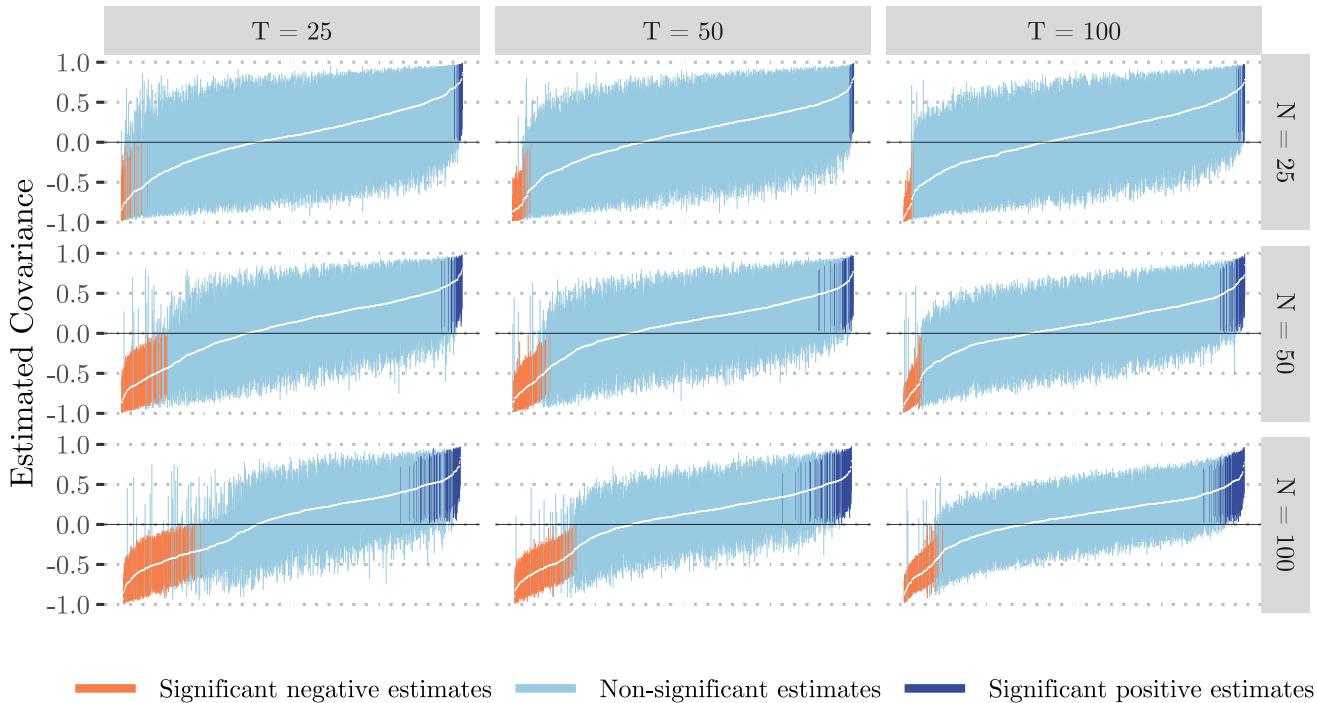 T = 25
T = 50
T = 100
Estimated Covariance
1.0
0.5
0.0
-0.5
-1.0
N = 25
1.0
0.5
0.0
-0.5
-1.0
N = 50
1.0
0.5
0.0
-0.5
-1.0
N = 100
Significant negative estimates
Non-significant estimates
Significant positive estimates